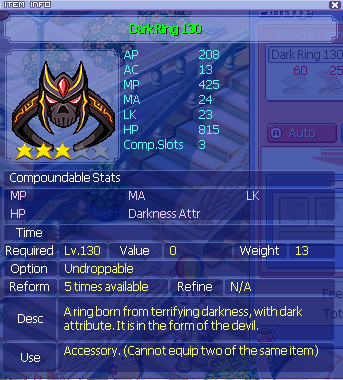 ITEM INFO
Dark Ring 130
AP 208
AC 13
MP 425
MA 24
LK 23
HP 815
Comp.Slots 3
Dark Ring 130
60 25
Auto
Compoundable Stats
MP MA LK
HP Darkness Attr
Time
Required Lv.130 Value 0 Weight 13
Option Undroppable
Reform 5 times available Refine N/A
Desc A ring born from terrifying darkness, with dark
attribute. It is in the form of the devil.
Use Accessory. (Cannot equip two of the same item)
Fee
Tot